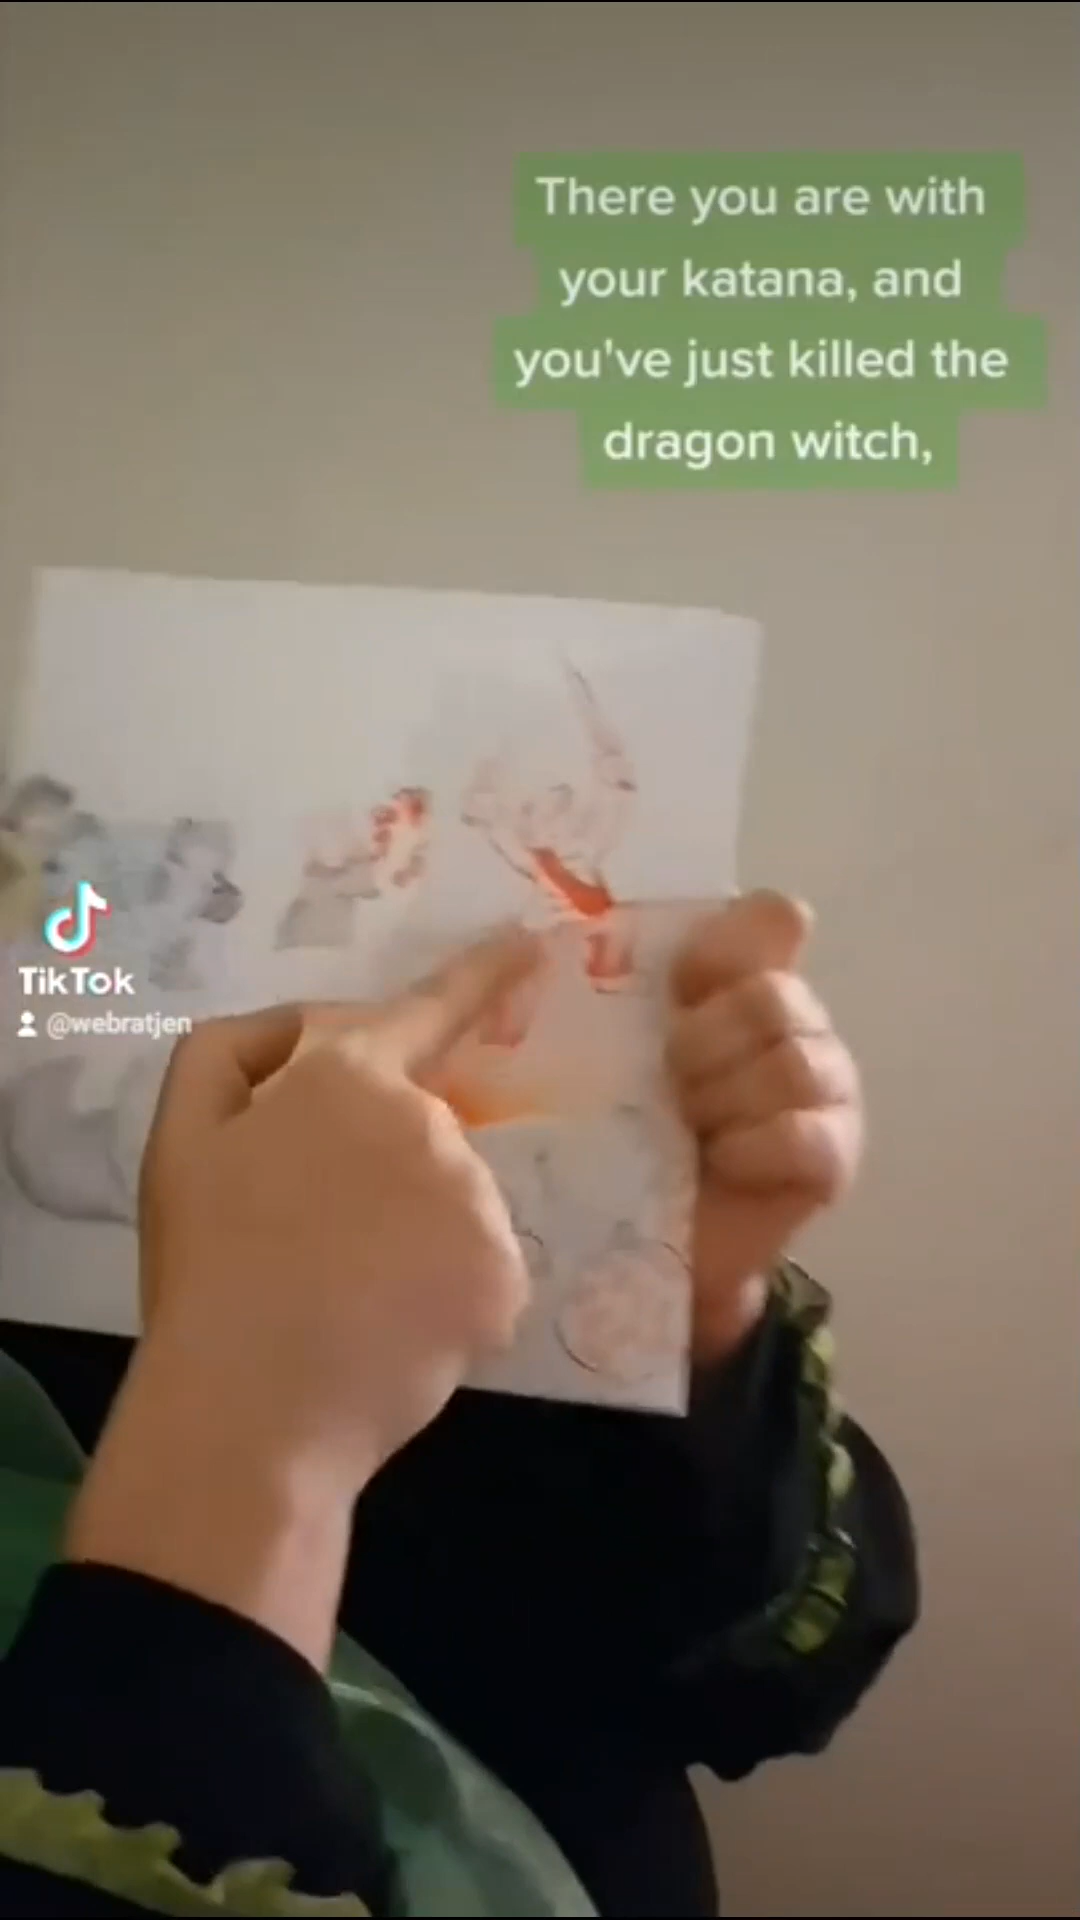 There you are with
your katana, and
you've just killed the
dragon witch,
TikTok
@webratjen